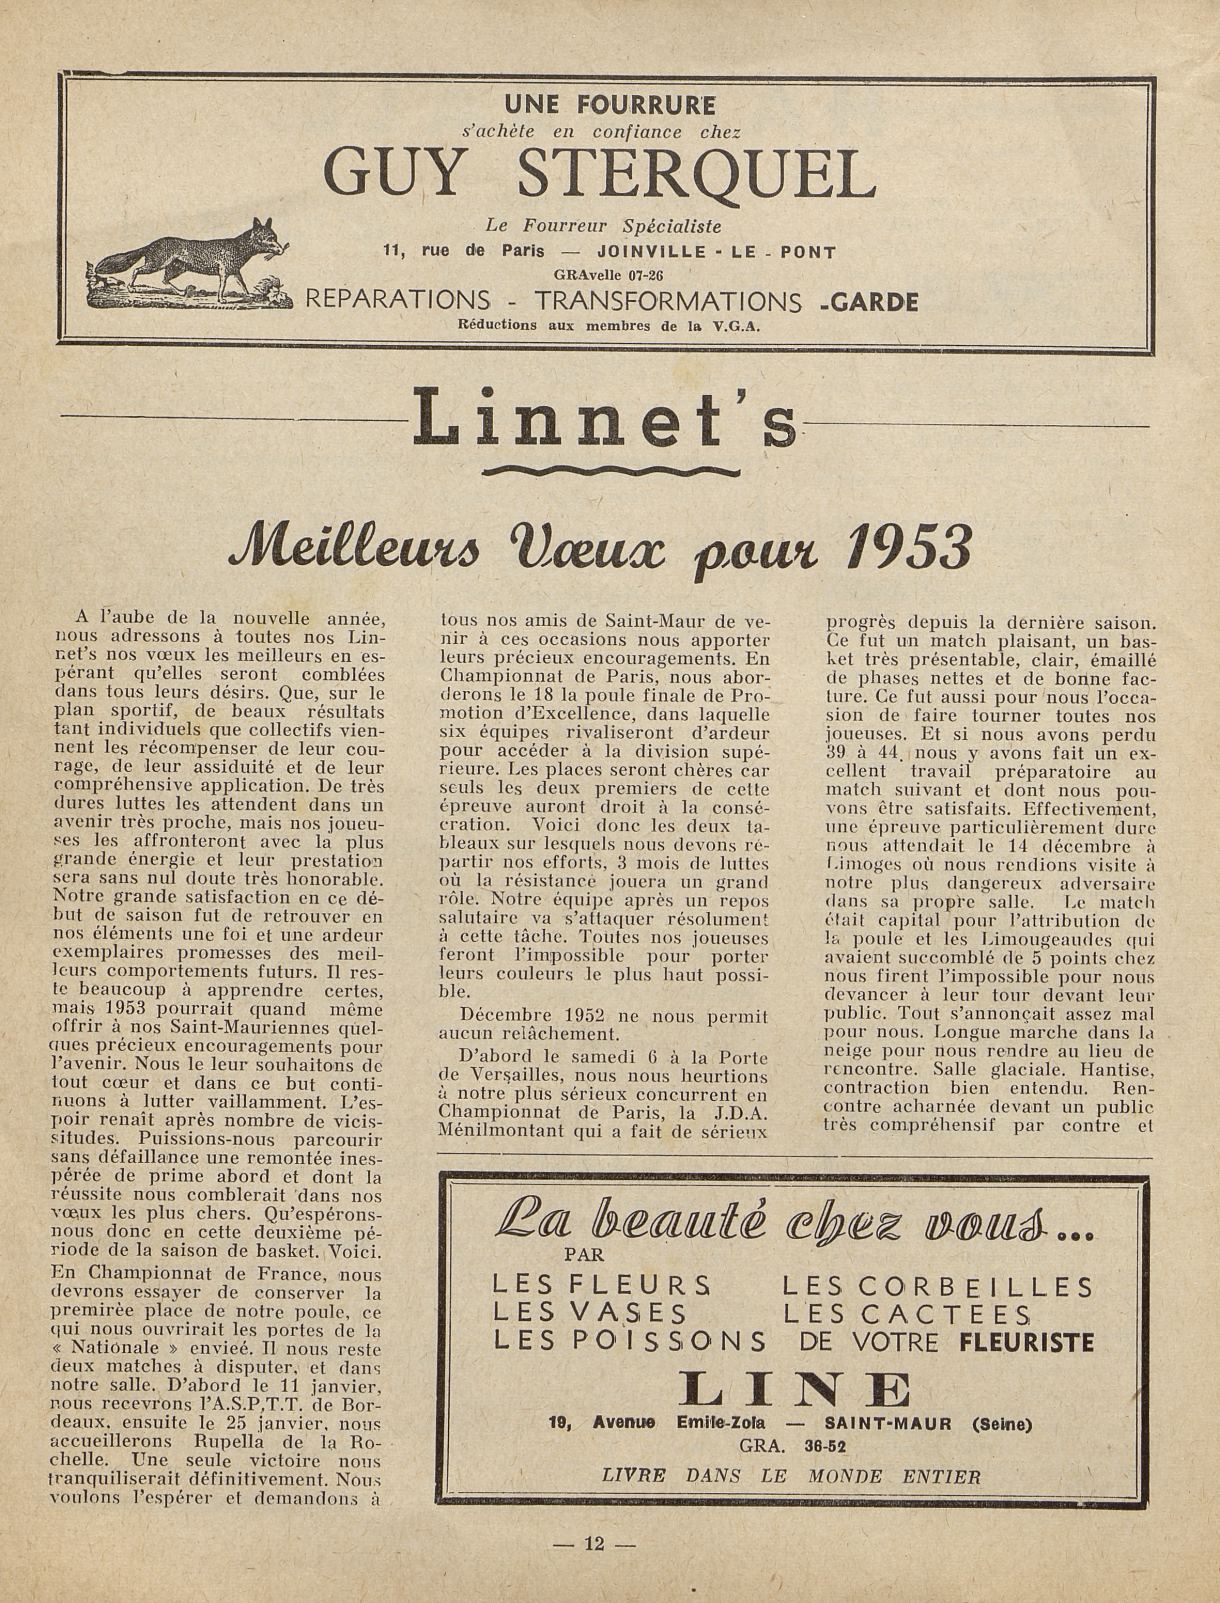 UNE FOURRURE
s'achète en confiance chez
GUY STERQUEL
Le Fourreur Spécialiste
11, rue de Paris — JOINVILLE - LE - PONT
GRAvelle 07-26
REPARATIONS - TRANSFORMATIONS -GARDE
Réductions aux membres de la V.G.A.
Linnet's
Meilleurs Vœux pour 1953
A l'aube de la nouvelle année,
nous adressons à toutes nos Lin-
net's nos vœux les meilleurs en es-
pérant qu'elles seront comblées
dans tous leurs désirs. Que, sur le
plan sportif, de beaux résultats
tant individuels que collectifs vien-
nent les récompenser de leur cou-
rage, de leur assiduité et de leur
compréhensive application. De très
dures luttes les attendent dans un
avenir très proche, mais nos joueu-
ses les affronteront avec la plus
grande énergie et leur prestation
sera sans nul doute très honorable.
Notre grande satisfaction en ce dé-
but de saison fut de retrouver en
nos éléments une foi et une ardeur
exemplaires promesses des meil-
leurs comportements futurs. Il res-
te beaucoup à apprendre certes,
mais 1953 pourrait quand même
offrir à nos Saint-Mauriennes quel-
ques précieux encouragements pour
l'avenir. Nous le leur souhaitons de
tout cœur et dans ce but conti-
nuons à lutter vaillamment. L'es-
poir renaît après nombre de vicis-
situdes. Puissions-nous parcourir
sans défaillance une remontée ines-
pérée de prime abord et dont la
réussite nous comblerait dans nos
vœux les plus chers. Qu'espérons-
nous donc en cette deuxième pé-
riode de la saison de basket. Voici.
En Championnat de France, nous
devrons essayer de conserver la
premirèe place de notre poule, ce
qui nous ouvrirait les portes de la
« Nationale » envieé. Il nous reste
deux matches à disputer, et dans
notre salle. D'abord le 11 janvier,
nous recevrons l'A.S.P.T.T. de Bor-
deaux, ensuite le 25 janvier, nous
accueillerons Rupella de la Ro-
chelle. Une seule victoire nous
tranquiliserait définitivement. Nous
voulons l'espérer et demandons à
tous nos amis de Saint-Maur de ve-
nir à ces occasions nous apporter
leurs précieux encouragements. En
Championnat de Paris, nous abor-
derons le 18 la poule finale de Pro-
motion d'Excellence, dans laquelle
six équipes rivaliseront d'ardeur
pour accéder à la division supé-
rieure. Les places seront chères car
seuls les deux premiers de cette
épreuve auront droit à la consé-
cration. Voici donc les deux ta-
bleaux sur lesquels nous devons ré-
partir nos efforts, 3 mois de luttes
où la résistance jouera un grand
rôle. Notre équipe après un repos
salutaire va s'attaquer résolument
à cette tâche. Toutes nos joueuses
feront l'impossible pour porter
leurs couleurs le plus haut possi-
ble.
Décembre 1952 ne nous permit
aucun relâchement.
D'abord le samedi 6 à la Porte
de Versailles, nous nous heurtions
à notre plus sérieux concurrent en
Championnat de Paris, la J.D.A.
Ménilmontant qui a fait de sérieux
progrès depuis la dernière saison.
Ce fut un match plaisant, un bas-
ket très présentable, clair, émaillé
de phases nettes et de bonne fac-
ture. Ce fut aussi pour nous l'occa-
sion de faire tourner toutes nos
joueuses. Et si nous avons perdu
39 à 44, nous y avons fait un ex-
cellent travail préparatoire au
match suivant et dont nous pou-
vons être satisfaits. Effectivement,
une épreuve particulièrement dure
nous attendait le 14 décembre à
Limoges où nous rendions visite à
notre plus dangereux adversaire
dans sa propre salle. Le match
était capital pour l'attribution de
la poule et les Limougeaudes qui
avaient succomblé de 5 points chez
nous firent l'impossible pour nous
devancer à leur tour devant leur
public. Tout s'annonçait assez mal
pour nous. Longue marche dans la
neige pour nous rendre au lieu de
rencontre. Salle glaciale. Hantise,
contraction bien entendu. Ren-
contre acharnée devant un public
très compréhensif par contre et
La beauté chez vous...
PAR
LES FLEURS LES CORBEILLES
LES VASES LES CACTEES
LES POISSONS DE VOTRE FLEURISTE
LINE
19, Avenue Emile-Zola — SAINT-MAUR (Seine)
GRA. 36-52
LIVRE DANS LE MONDE ENTIER
— 12 —